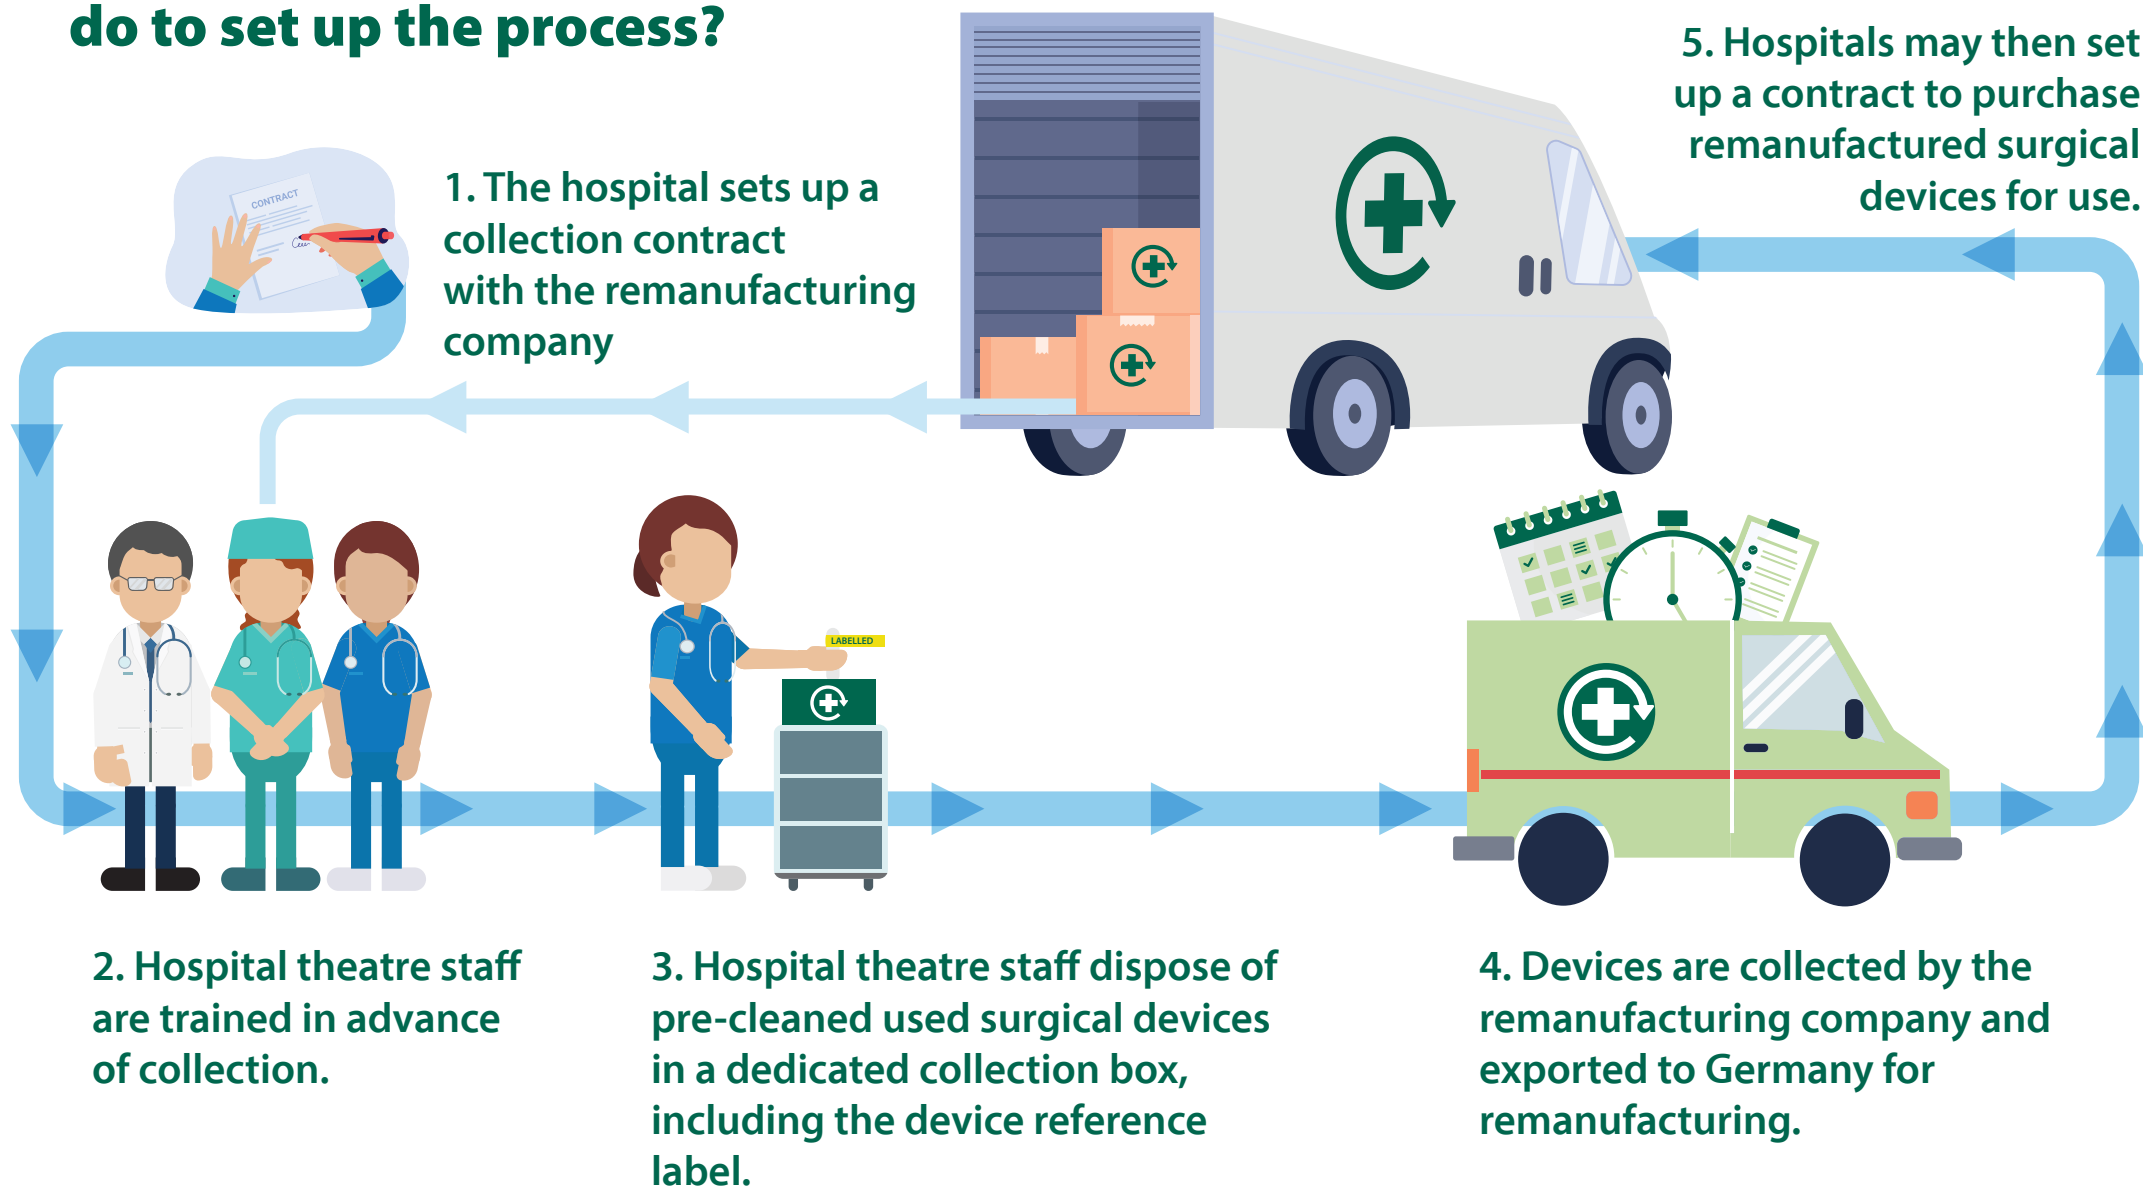 do to set up the process?
CONTRACT
1. The hospital sets up a
collection contract
with the remanufacturing
company
5. Hospitals may then set
up a contract to purchase
remanufactured surgical
devices for use.
LABELLED
2. Hospital theatre staff
are trained in advance
of collection.
3. Hospital theatre staff dispose of
pre-cleaned used surgical devices
in a dedicated collection box,
including the device reference
label.
4. Devices are collected by the
remanufacturing company and
exported to Germany for
remanufacturing.